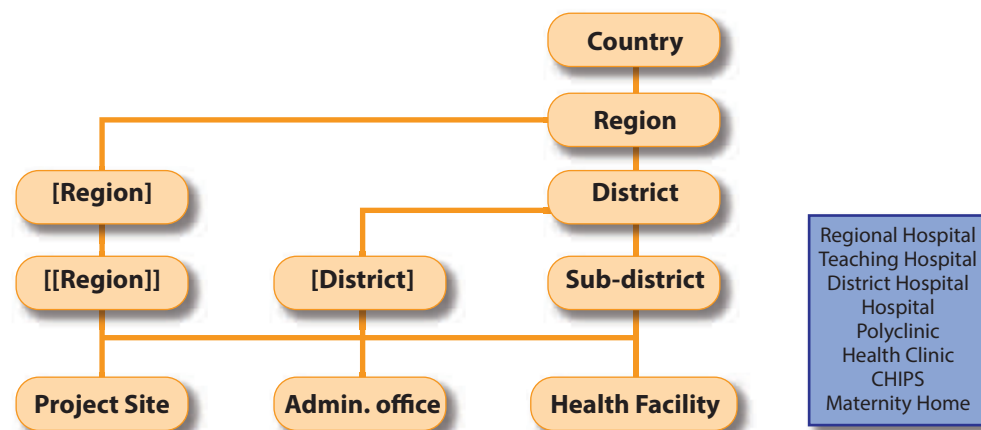 Country
Region
[Region]
District
[[Region]]
[District]
Sub-district
Project Site
Admin. office
Health Facility
Regional Hospital
Teaching Hospital
District Hospital
Hospital
Polyclinic
Health Clinic
CHIPS
Maternity Home